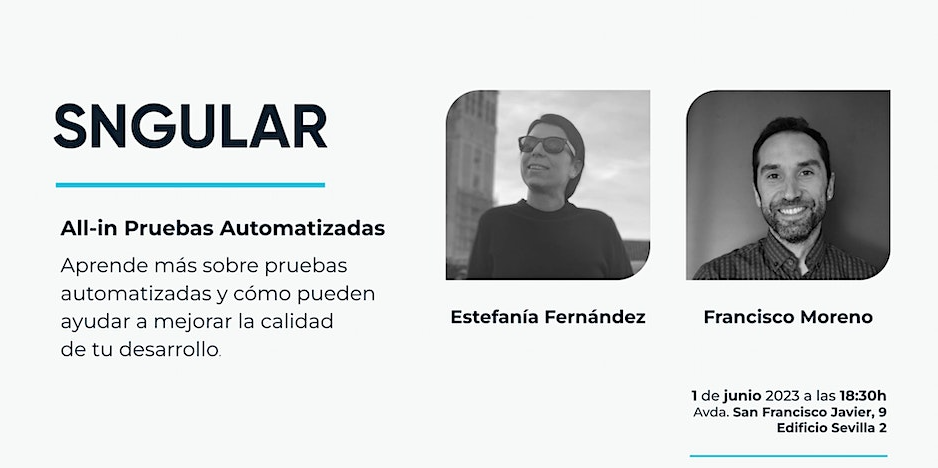 SNGULAR
All-in Pruebas Automatizadas
Aprende más sobre pruebas
automatizadas y cómo pueden
ayudar a mejorar la calidad
de tu desarrollo.
Estefanía Fernández
Francisco Moreno
1 de junio 2023 a las 18:30h
Avda. San Francisco Javier, 9
Edificio Sevilla 2